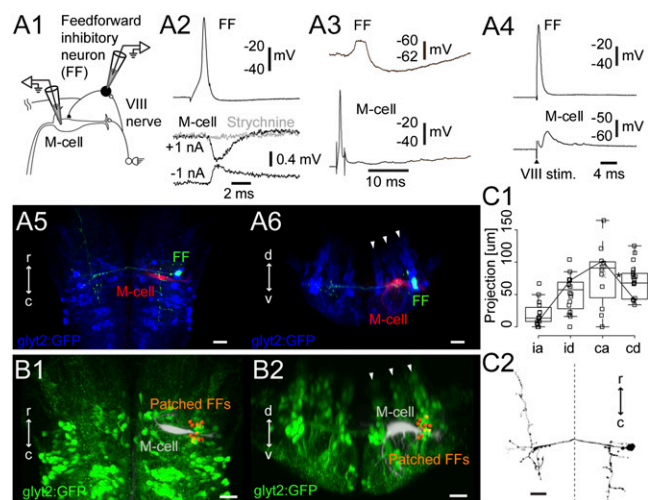 A1
Feedforward
inhibitory
neuron
(FF)
VIII
nerve
M-cell
A2
FF
-20
-40
mV
M-cell
Strychnine
+1 nA
0.4 mV
-1 nA
2 ms
A3
FF
-60
-62
mV
M-cell
-20
-40
mV
10 ms
A4
FF
-20
-40
mV
M-cell
-50
-60
mV
VIII stim.
4 ms
A5
r
c
FF
M-cell
glyt2:GFP
A6
d
v
FF
M-cell
glyt2:GFP
C1
Projection [um]
150
100
50
0
ia
id
ca
cd
B1
r
c
Patched FFs
M-cell
glyt2:GFP
B2
d
v
M-cell
Patched FFs
glyt2:GFP
C2
r
c